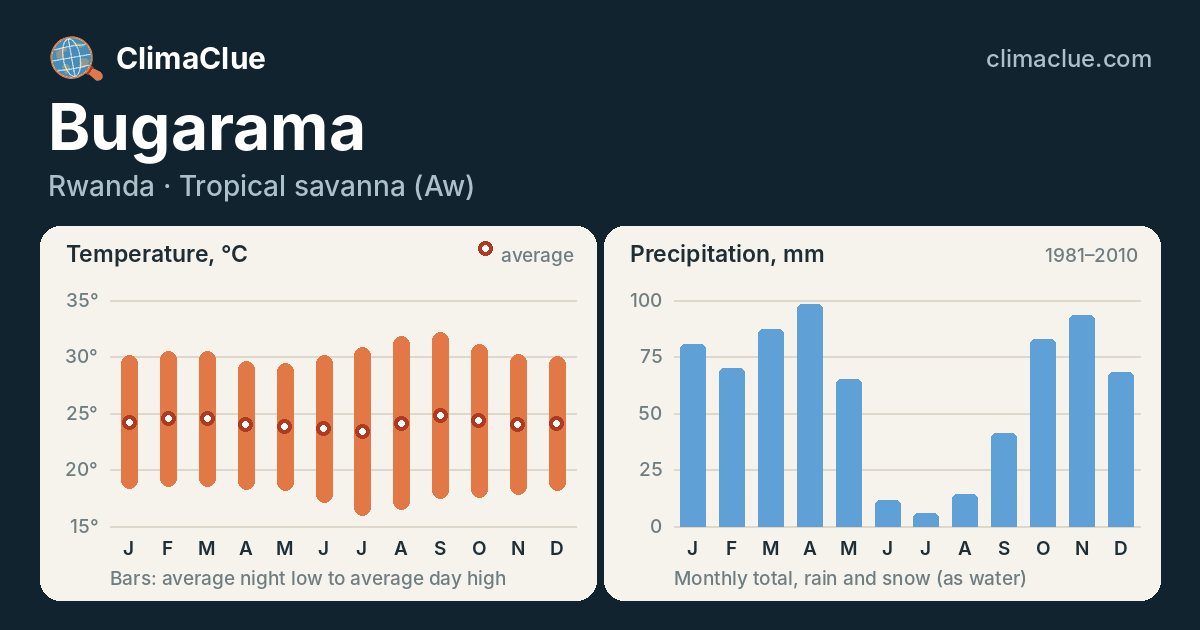 ClimaClue
climaclue.com
Bugarama
Rwanda · Tropical savanna (Aw)
Temperature, °C
average
35°
30°
25°
20°
15°
J F M A M J J A S O N D
Bars: average night low to average day high
Precipitation, mm
1981–2010
100
75
50
25
0
J F M A M J J A S O N D
Monthly total, rain and snow (as water)